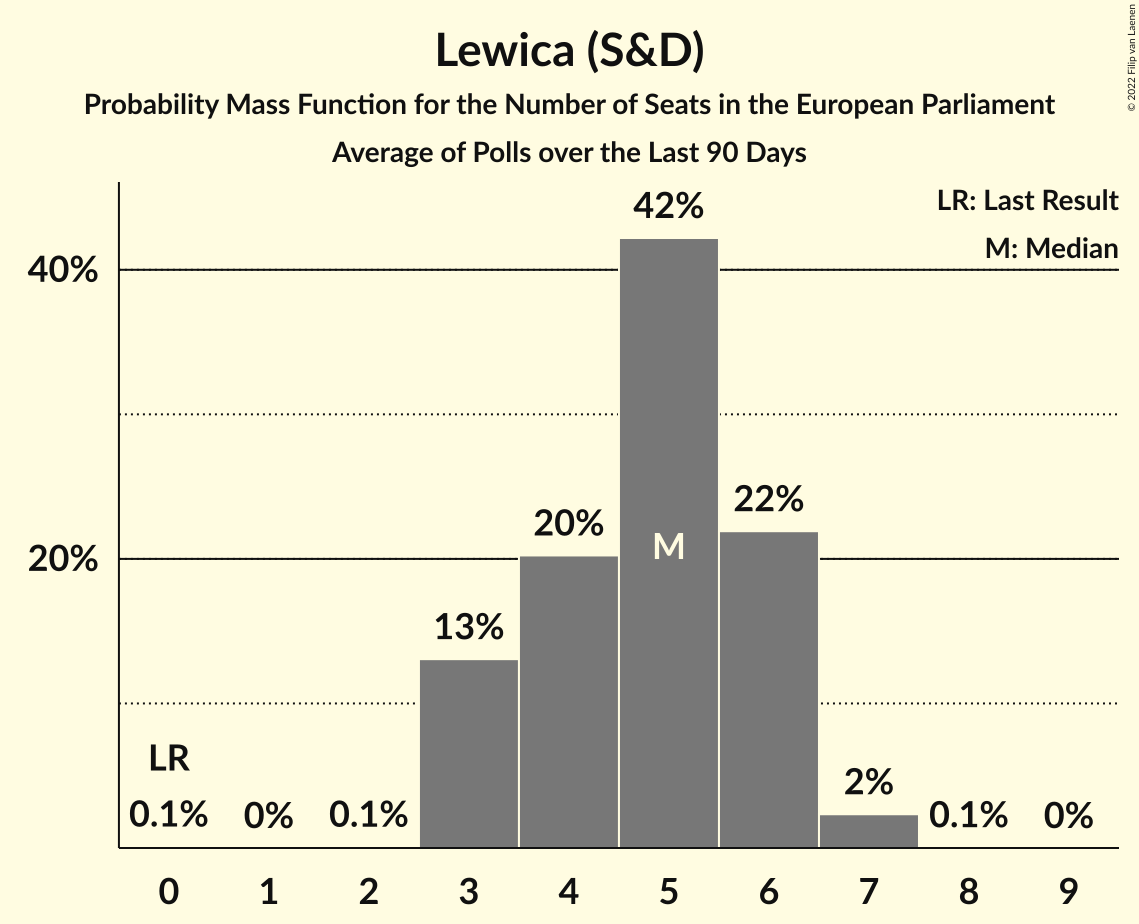 Lewica (S&D)
Probability Mass Function for the Number of Seats in the European Parliament
Average of Polls over the Last 90 Days
© 2022 Filip van Laenen
LR: Last Result
M: Median
40%
20%
LR
0.1%
0%
0.1%
13%
20%
42%
M
22%
2%
0.1%
0%
0 1 2 3 4 5 6 7 8 9